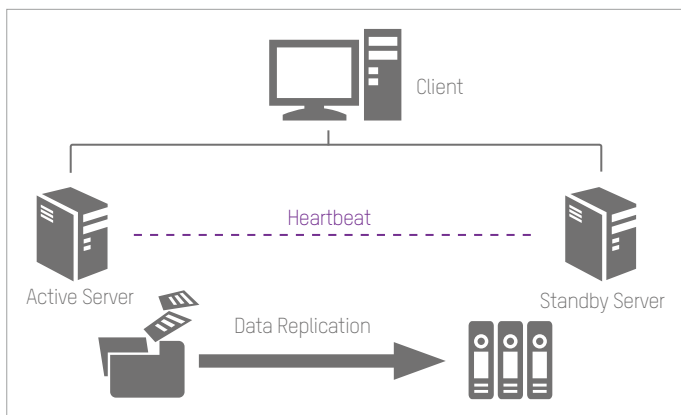 Client
Heartbeat
Active Server
Standby Server
Data Replication